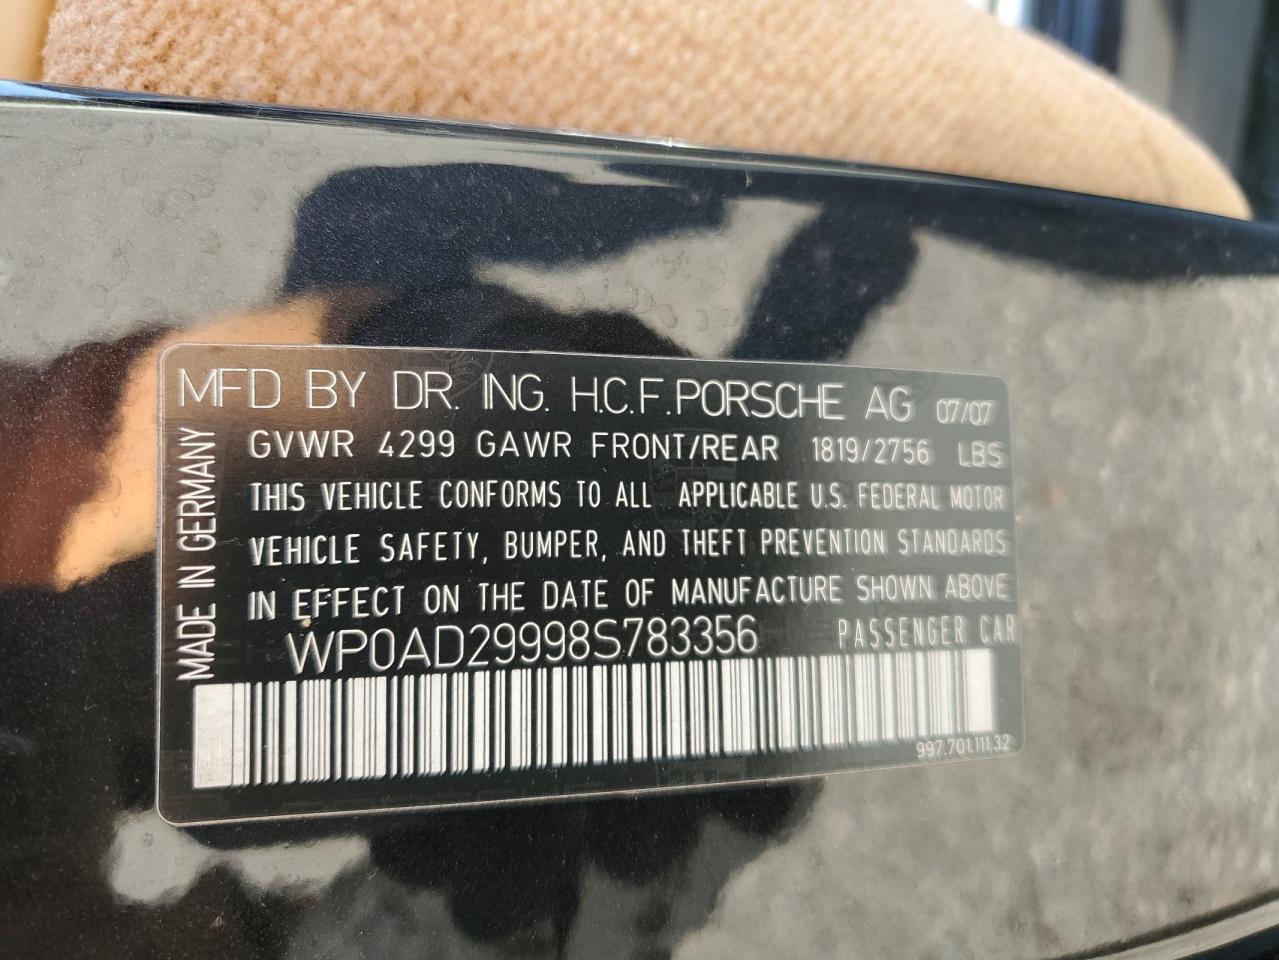 MFD BY DR. ING. H.C.F. PORSCHE AG 07/07
GVWR 4299 GAWR FRONT/REAR 1819/2756 LBS
THIS VEHICLE CONFORMS TO ALL APPLICABLE U.S. FEDERAL MOTOR
VEHICLE SAFETY, BUMPER, AND THEFT PREVENTION STANDARDS
IN EFFECT ON THE DATE OF MANUFACTURE SHOWN ABOVE
WP0AD29998S783356 PASSENGER CAR
997.701.111.32
MADE IN GERMANY